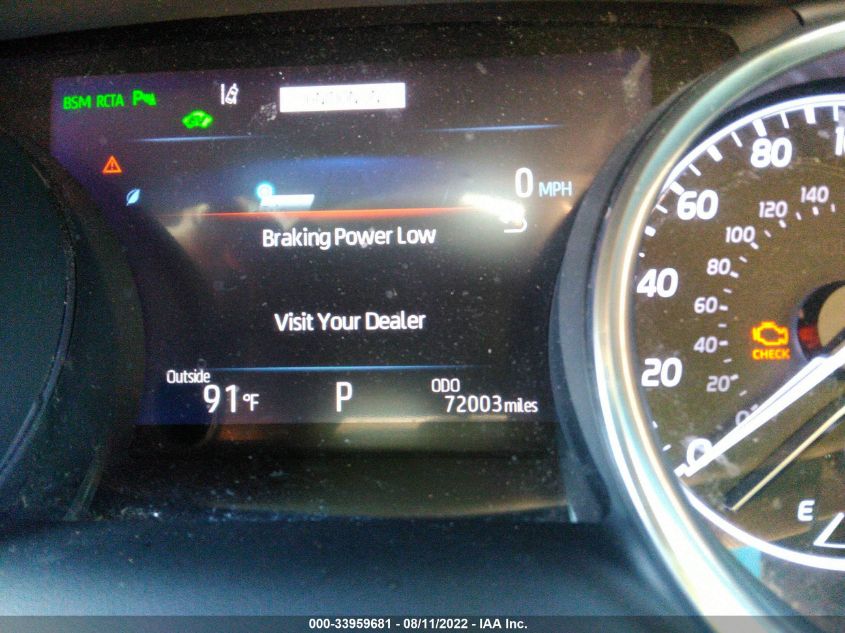 BSM RCTA P
0 MPH
Braking Power Low
Visit Your Dealer
Outside
91°F
P
ODO
72003 miles
80
60
40
20
0
140
120
100
80
60
40
20
CHECK
E
000-33959681 - 08/11/2022 - IAA Inc.